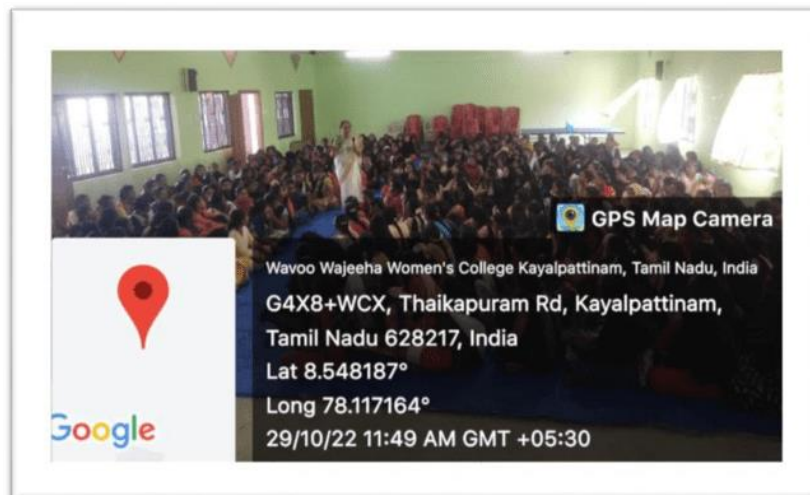 GPS Map Camera
Wavoo Wajeeha Women's College Kayalpattinam, Tamil Nadu, India
G4X8+WCX, Thaikapuram Rd, Kayalpattinam,
Tamil Nadu 628217, India
Lat 8.548187°
Long 78.117164°
29/10/22 11:49 AM GMT +05:30
Google